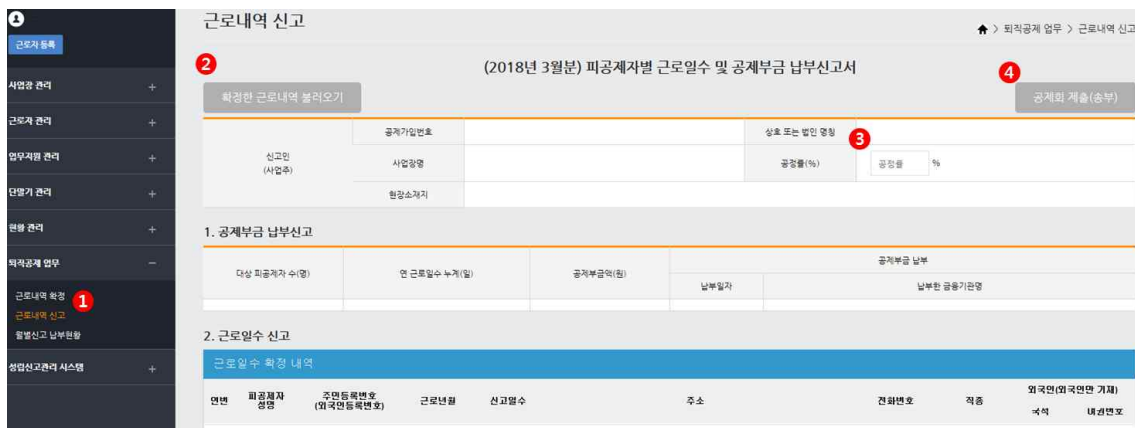 근로자 등록
사업장 관리 +
근로자 관리 +
업무지원 관리 +
단말기 관리 +
현황 관리 +
퇴직공제 업무 −
근로내역 확정
1
근로내역 신고
월별신고 납부현황
성립신고관리 시스템 +
근로내역 신고
> 퇴직공제 업무 > 근로내역 신고
(2018년 3월분) 피공제자별 근로일수 및 공제부금 납부신고서
2
확정한 근로내역 불러오기
4
공제회 제출(송부)
신고인
(사업주)
공제가입번호
상호 또는 법인 명칭
3
사업장명
공정률(%)
공정률 %
현장소재지
1. 공제부금 납부신고
대상 피공제자 수(명)
연 근로일수 누계(일)
공제부금액(원)
공제부금 납부
납부일자
납부한 금융기관명
2. 근로일수 신고
근로일수 확정 내역
연번
피공제자
성명
주민등록번호
(외국인등록번호)
근로년월
신고일수
주소
전화번호
직종
외국인(외국인만 기재)
국적
여권번호